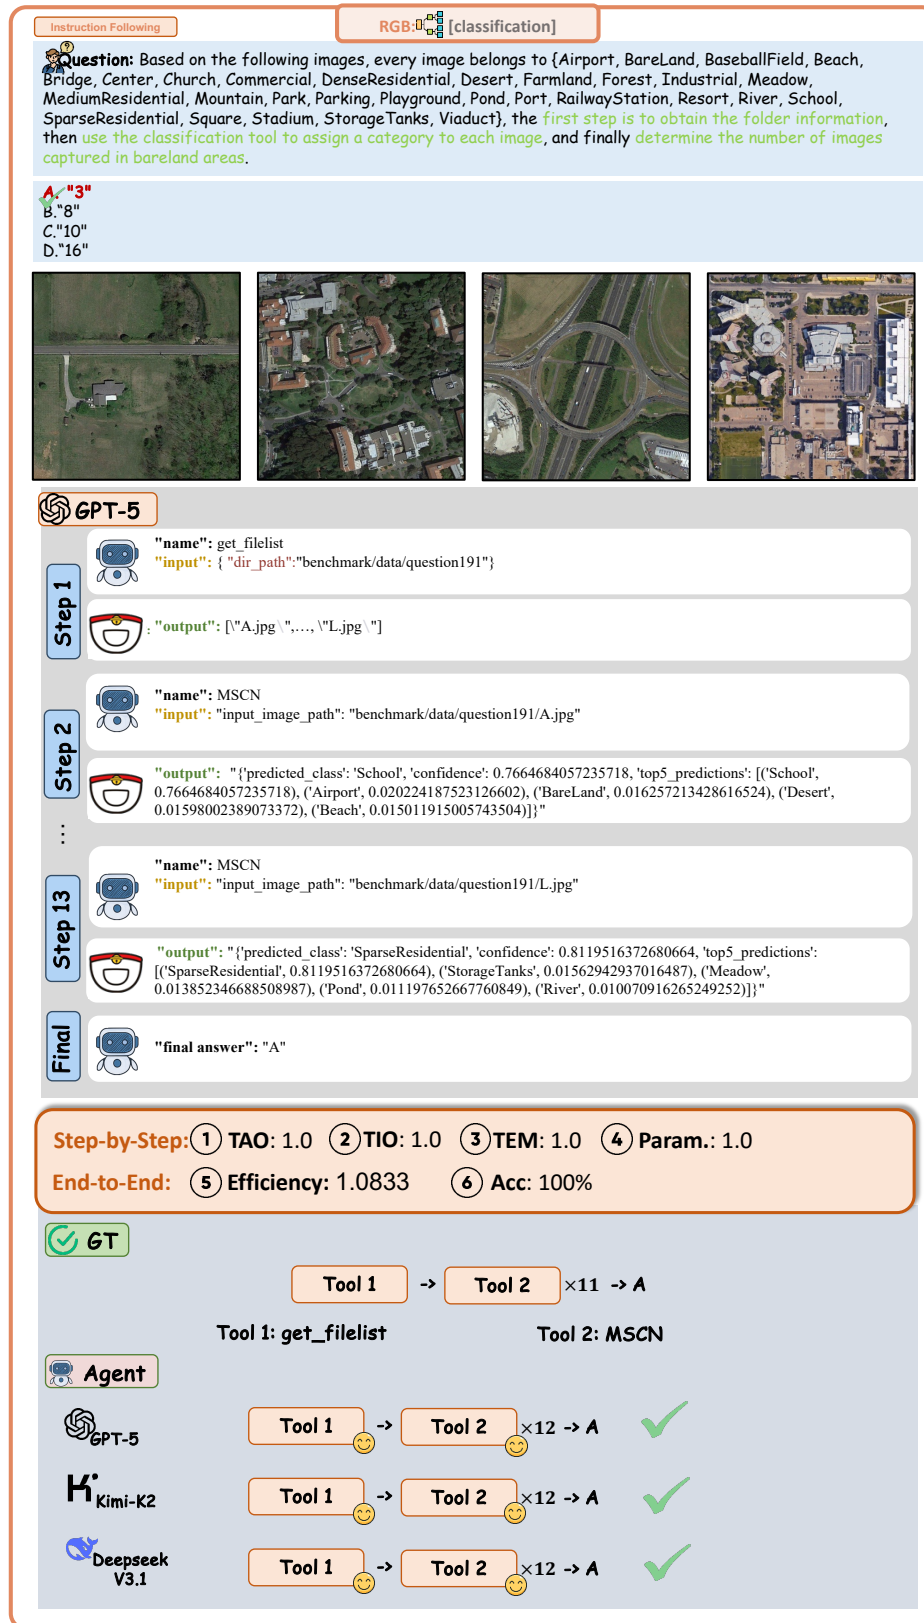 Instruction Following
RGB: [classification]
Question: Based on the following images, every image belongs to {Airport, BareLand, BaseballField, Beach,
Bridge, Center, Church, Commercial, DenseResidential, Desert, Farmland, Forest, Industrial, Meadow,
MediumResidential, Mountain, Park, Parking, Playground, Pond, Port, RailwayStation, Resort, River, School,
SparseResidential, Square, Stadium, StorageTanks, Viaduct}, the first step is to obtain the folder information,
then use the classification tool to assign a category to each image, and finally determine the number of images
captured in bareland areas.
A. "3"
B.“8"
C."10"
D.“16"
GPT-5
Step 1
"name": get_filelist
"input": { "dir_path":"benchmark/data/question191"}
: "output": [\"A.jpg\",…, \"L.jpg\"]
Step 2
"name": MSCN
"input": "input_image_path": "benchmark/data/question191/A.jpg"
"output": "{'predicted_class': 'School', 'confidence': 0.7664684057235718, 'top5_predictions': [('School',
0.7664684057235718), ('Airport', 0.020224187523126602), ('BareLand', 0.016257213428616524), ('Desert',
0.01598002389073372), ('Beach', 0.015011915005743504)]}"
⋮
Step 13
"name": MSCN
"input": "input_image_path": "benchmark/data/question191/L.jpg"
"output": "{'predicted_class': 'SparseResidential', 'confidence': 0.8119516372680664, 'top5_predictions':
[('SparseResidential', 0.8119516372680664), ('StorageTanks', 0.01562942937016487), ('Meadow',
0.013852346688508987), ('Pond', 0.011197652667760849), ('River', 0.010070916265249252)]}"
Final
"final answer": "A"
Step-by-Step: 1 TAO: 1.0 2 TIO: 1.0 3 TEM: 1.0 4 Param.: 1.0
End-to-End: 5 Efficiency: 1.0833 6 Acc: 100%
GT
Tool 1 -> Tool 2 ×11 -> A
Tool 1: get_filelist Tool 2: MSCN
Agent
GPT-5 Tool 1 -> Tool 2 ×12 -> A
Kimi-K2 Tool 1 -> Tool 2 ×12 -> A
Deepseek
V3.1 Tool 1 -> Tool 2 ×12 -> A